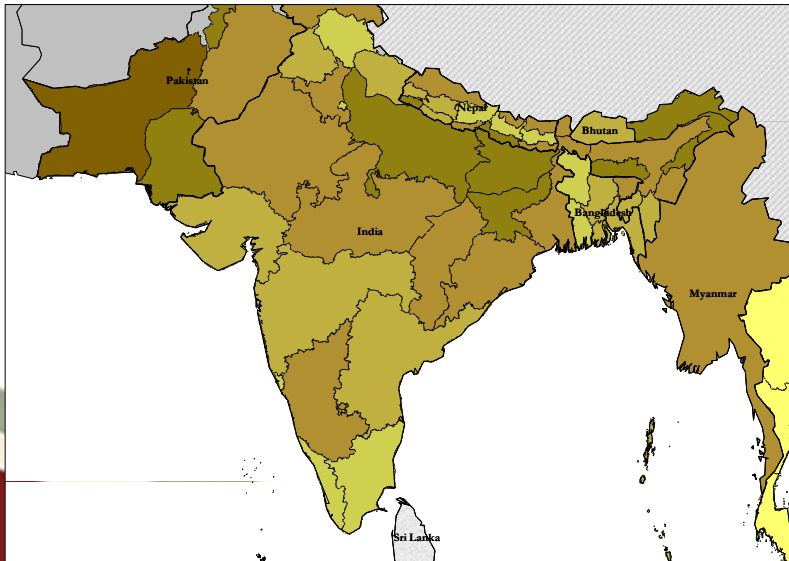 Pakistan
Nepal
Bhutan
Bangladesh
India
Myanmar
Sri Lanka